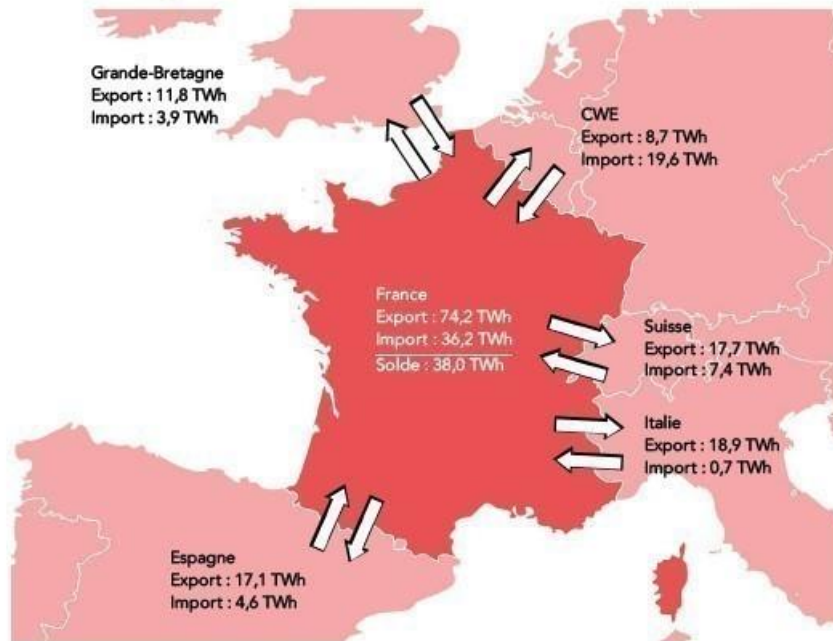 Grande-Bretagne
Export : 11,8 TWh
Import : 3,9 TWh
CWE
Export : 8,7 TWh
Import : 19,6 TWh
France
Export : 74,2 TWh
Import : 36,2 TWh
Solde : 38,0 TWh
Suisse
Export : 17,7 TWh
Import : 7,4 TWh
Italie
Export : 18,9 TWh
Import : 0,7 TWh
Espagne
Export : 17,1 TWh
Import : 4,6 TWh